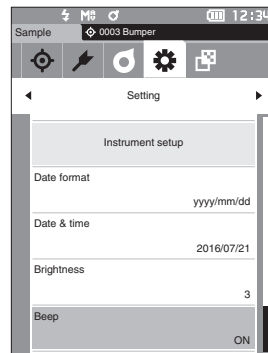 12:34
Sample
0003 Bumper
Setting
Instrument setup
Date format
yyyy/mm/dd
Date & time
2016/07/21
Brightness
3
Beep
ON